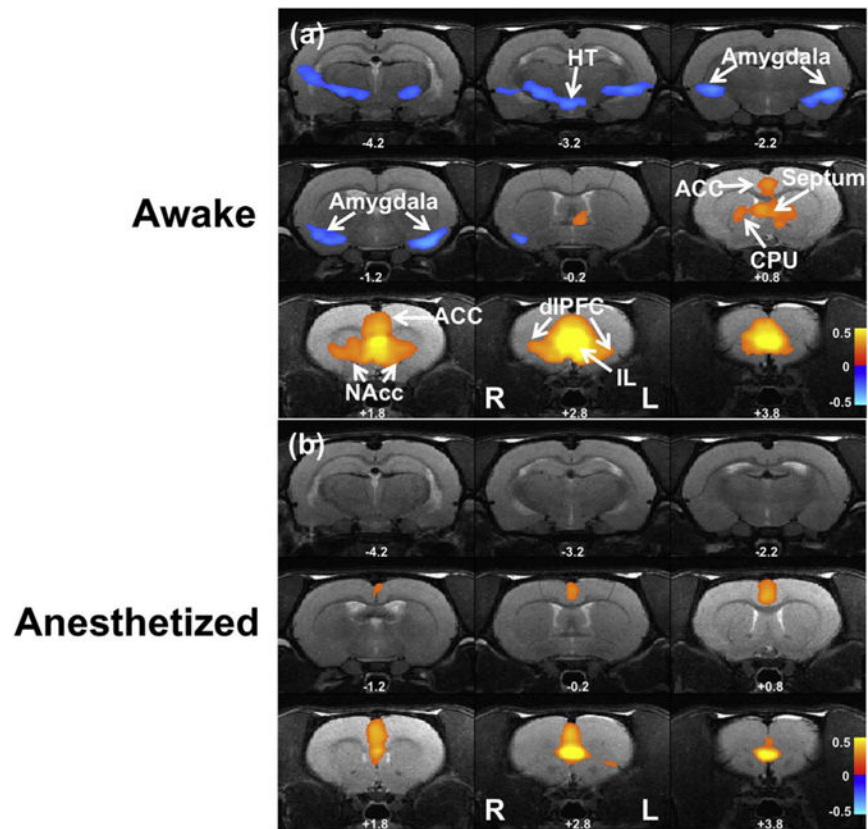 (a)
HT
Amygdala
-4.2
-3.2
-2.2
Awake
Amygdala
ACC
Septum
CPU
-1.2
-0.2
+0.8
ACC
dlPFC
NAcc
IL
R
L
0.5
0
-0.5
+1.8
+2.8
+3.8
(b)
-4.2
-3.2
-2.2
Anesthetized
-1.2
-0.2
+0.8
R
L
0.5
0
-0.5
+1.8
+2.8
+3.8